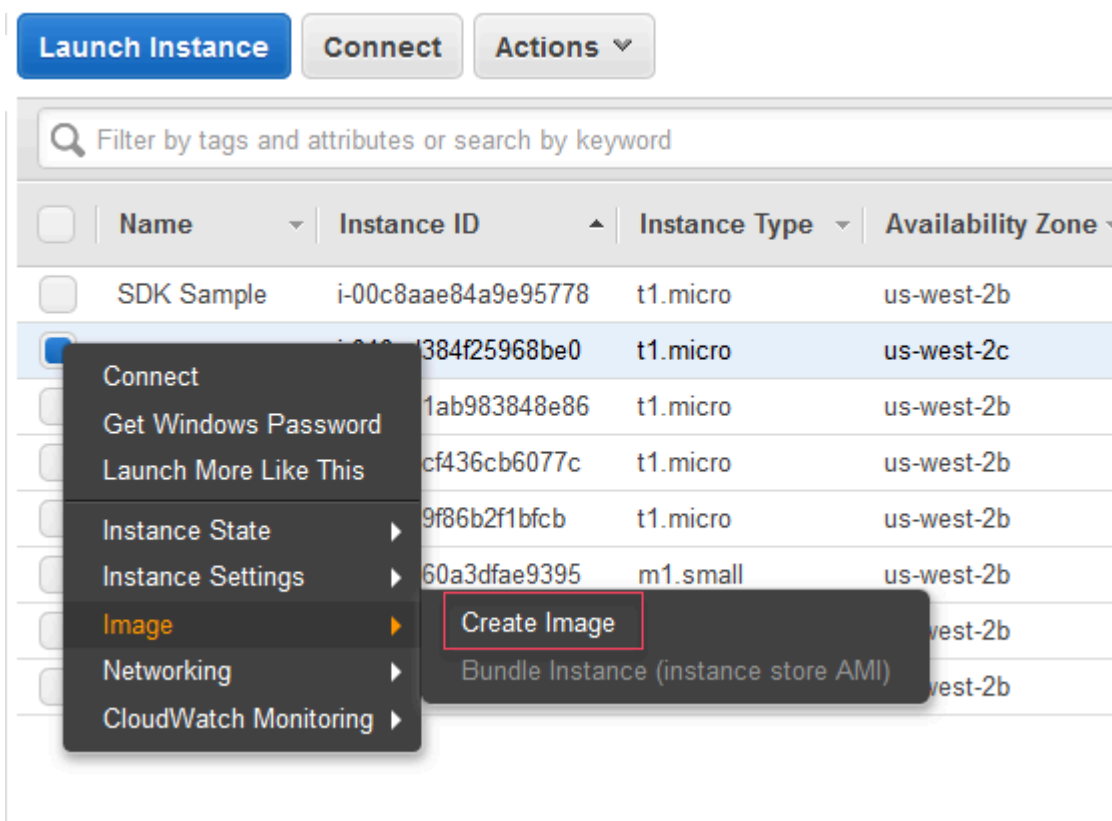 Launch Instance Connect Actions
Filter by tags and attributes or search by keyword
Name Instance ID Instance Type Availability Zone
SDK Sample i-00c8aae84a9e95778 t1.micro us-west-2b
384f25968be0 t1.micro us-west-2c
Connect
1ab983848e86 t1.micro us-west-2b
Get Windows Password
cf436cb6077c t1.micro us-west-2b
Launch More Like This
9f86b2f1bfcb t1.micro us-west-2b
Instance State
60a3dfae9395 m1.small us-west-2b
Instance Settings
Image
Create Image
vest-2b
Networking
Bundle Instance (instance store AMI)
vest-2b
CloudWatch Monitoring